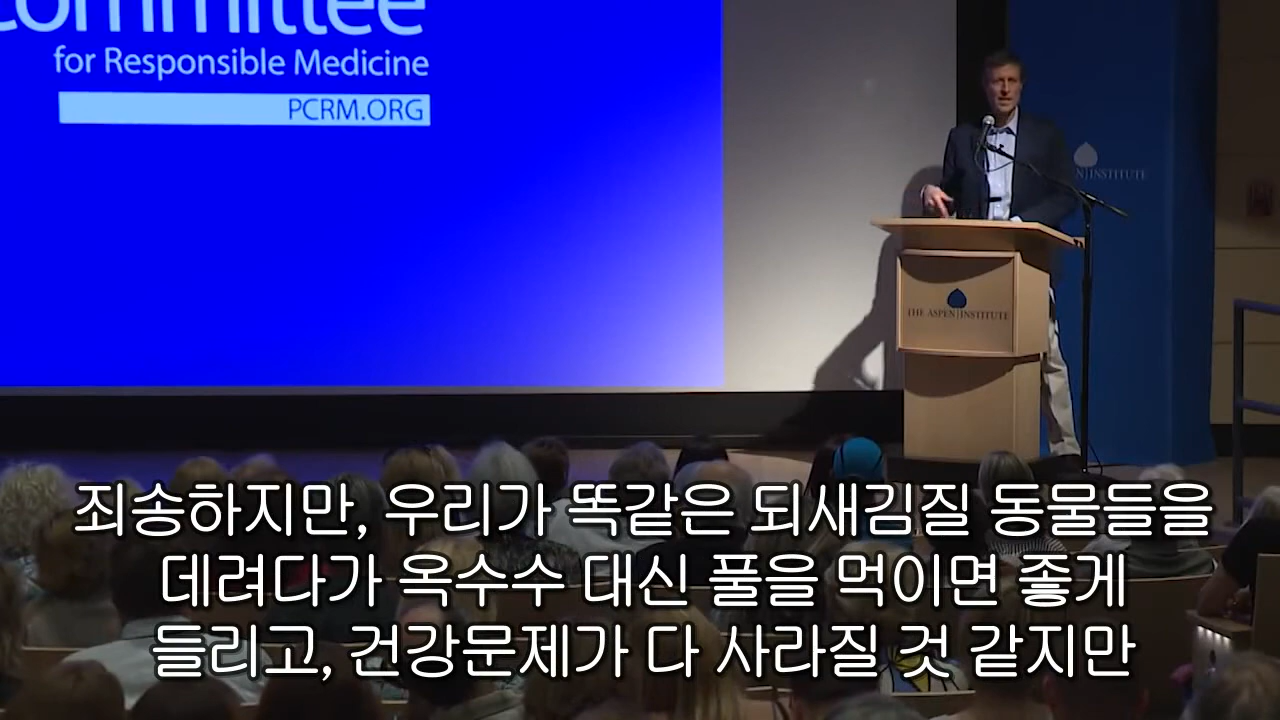 committee
for Responsible Medicine
PCRM.ORG
INSTITUTE
THE ASPEN INSTITUTE
죄송하지만, 우리가 똑같은 되새김질 동물들을
데려다가 옥수수 대신 풀을 먹이면 좋게
들리고, 건강문제가 다 사라질 것 같지만